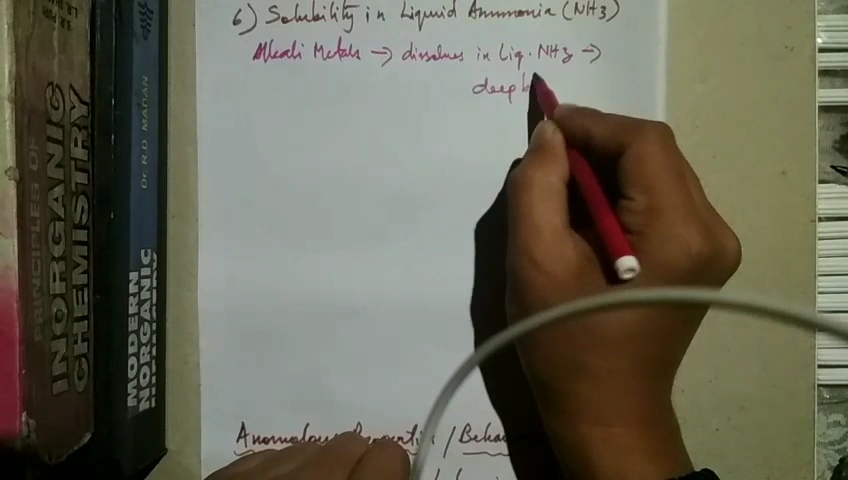 6) Solubility in Liquid Ammonia (NH3)
Alkali Metals → dissolves in Liq. NH3 →
deep b
Anomalous Properties / Behav
PRINCIPLES OF
INORGANIC
CHEMISTRY
MODERN
INORGANIC
CHEMISTRY
Dr. R.D MADAN